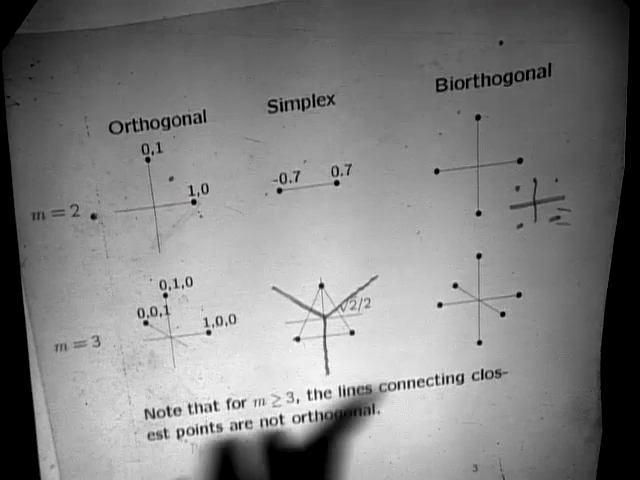 Orthogonal Simplex Biorthogonal
0,1
-0.7 0.7
1,0
m = 2
0,1,0
0,0,1
1,0,0
√2/2
m = 3
Note that for m ≥ 3, the lines connecting clos-
est points are not orthogonal.
3